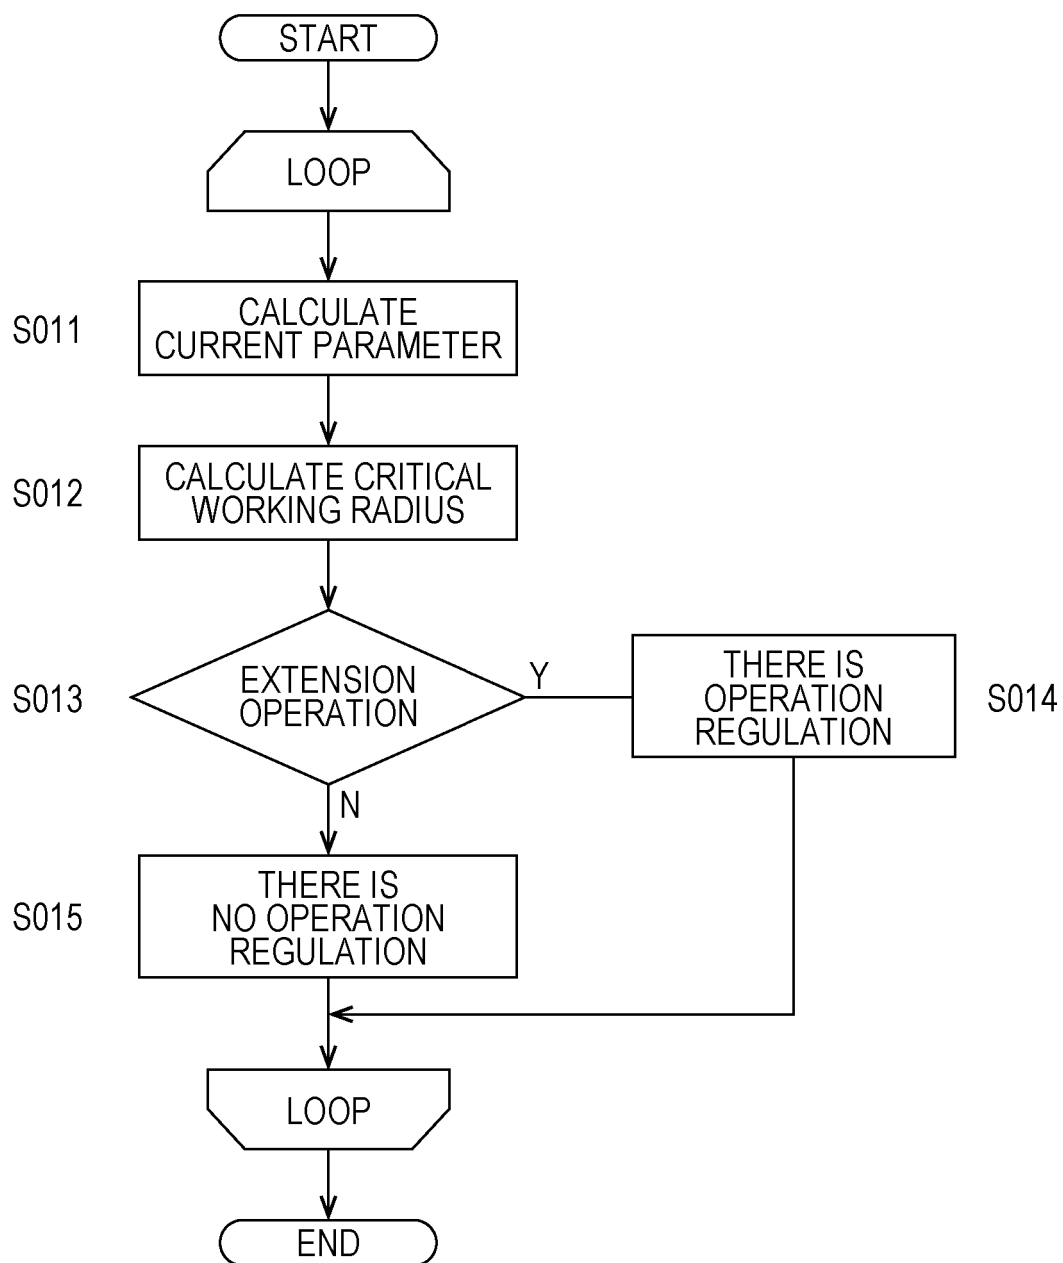 START
LOOP
S011
CALCULATE
CURRENT PARAMETER
S012
CALCULATE CRITICAL
WORKING RADIUS
S013
EXTENSION
OPERATION
Y
THERE IS
OPERATION
REGULATION
S014
N
S015
THERE IS
NO OPERATION
REGULATION
LOOP
END